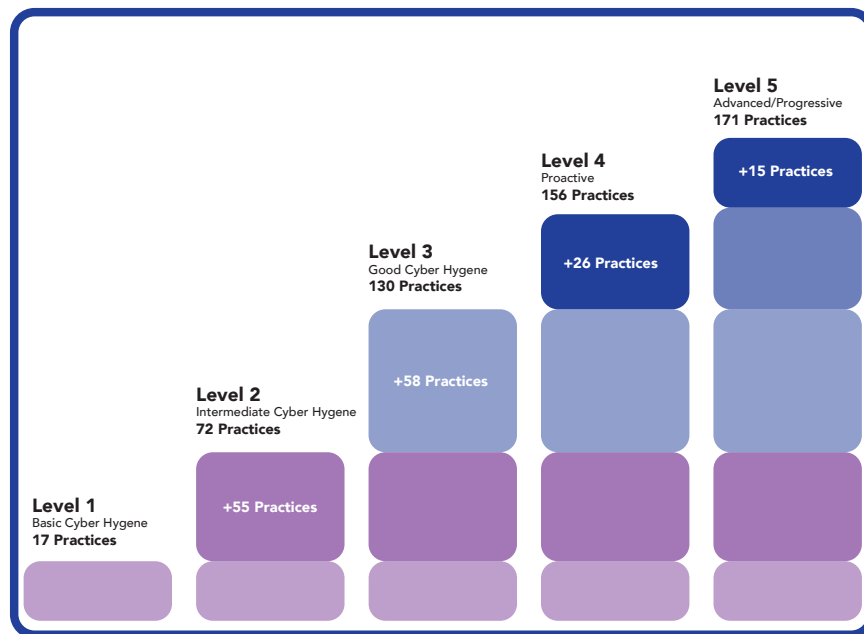 Level 5
Advanced/Progressive
171 Practices
+15 Practices
Level 4
Proactive
156 Practices
+26 Practices
Level 3
Good Cyber Hygene
130 Practices
+58 Practices
Level 2
Intermediate Cyber Hygene
72 Practices
+55 Practices
Level 1
Basic Cyber Hygene
17 Practices